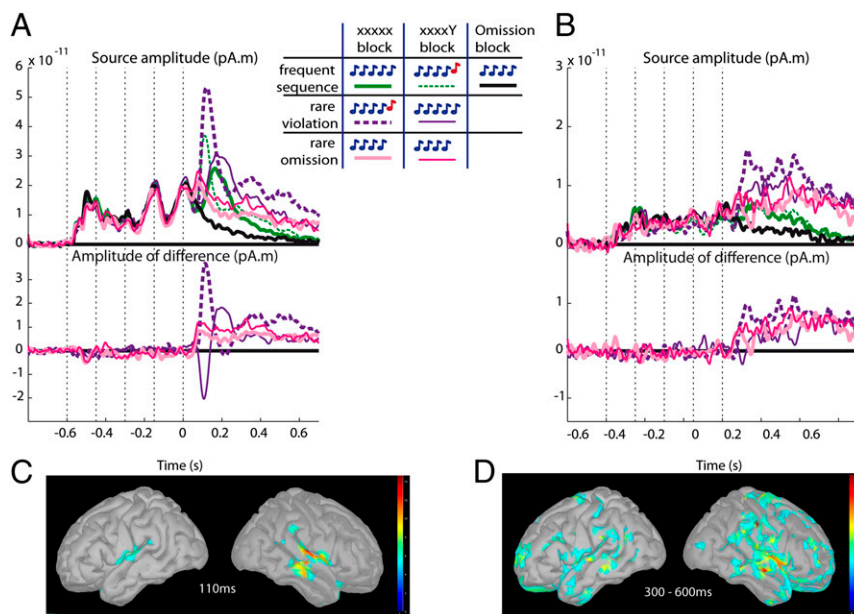 A
x 10 -11
Source amplitude (pA.m)
6
5
4
3
2
1
0
Amplitude of difference (pA.m)
3
2
1
0
-1
-2
-0.6 -0.4 -0.2 0 0.2 0.4 0.6
Time (s)
xxxxx block
xxxxY block
Omission block
frequent sequence
rare violation
rare omission
B
x 10 -11
Source amplitude (pA.m)
3
2
1
0
Amplitude of difference (pA.m)
1
0
-1
-0.6 -0.4 -0.2 0 0.2 0.4 0.6
Time (s)
C
110ms
D
300 - 600ms